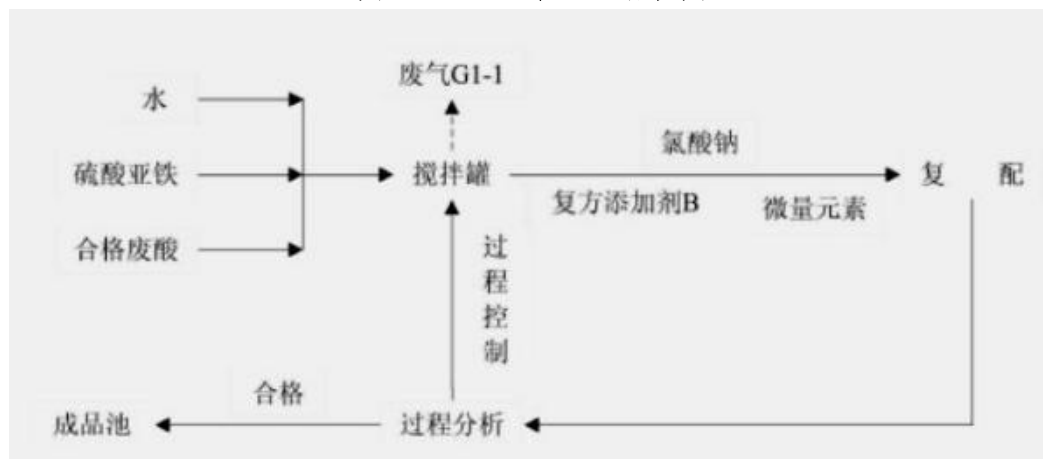 废气G1-1
水
氯酸钠
硫酸亚铁
搅拌罐
复 配
复方添加剂B
微量元素
合格废酸
过程控制
合格
成品池
过程分析